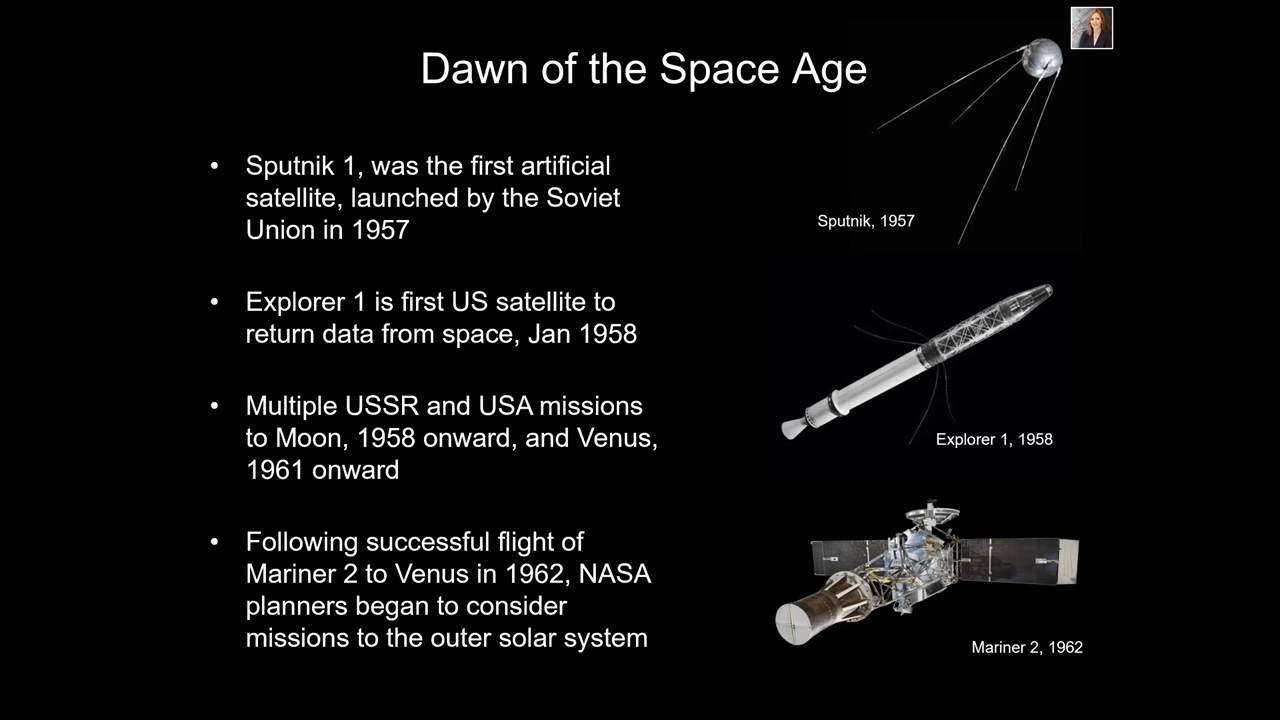 Dawn of the Space Age
• Sputnik 1, was the first artificial
satellite, launched by the Soviet
Union in 1957
• Explorer 1 is first US satellite to
return data from space, Jan 1958
• Multiple USSR and USA missions
to Moon, 1958 onward, and Venus,
1961 onward
• Following successful flight of
Mariner 2 to Venus in 1962, NASA
planners began to consider
missions to the outer solar system
Sputnik, 1957
Explorer 1, 1958
Mariner 2, 1962